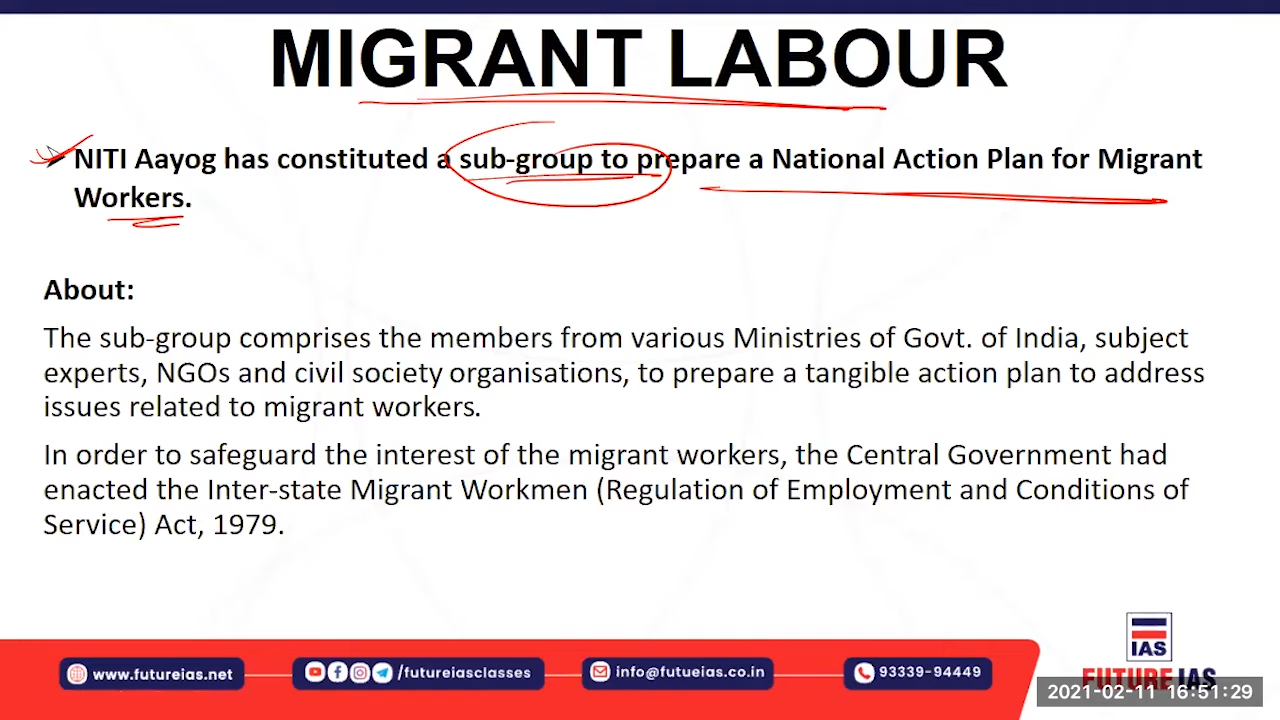 MIGRANT LABOUR
NITI Aayog has constituted a sub-group to prepare a National Action Plan for Migrant
Workers.
About:
The sub-group comprises the members from various Ministries of Govt. of India, subject
experts, NGOs and civil society organisations, to prepare a tangible action plan to address
issues related to migrant workers.
In order to safeguard the interest of the migrant workers, the Central Government had
enacted the Inter-state Migrant Workmen (Regulation of Employment and Conditions of
Service) Act, 1979.
IAS
FUTURE IAS
www.futureias.net
/futureiasclasses
info@futueias.co.in
93339-94449
2021-02-11 16:51:29